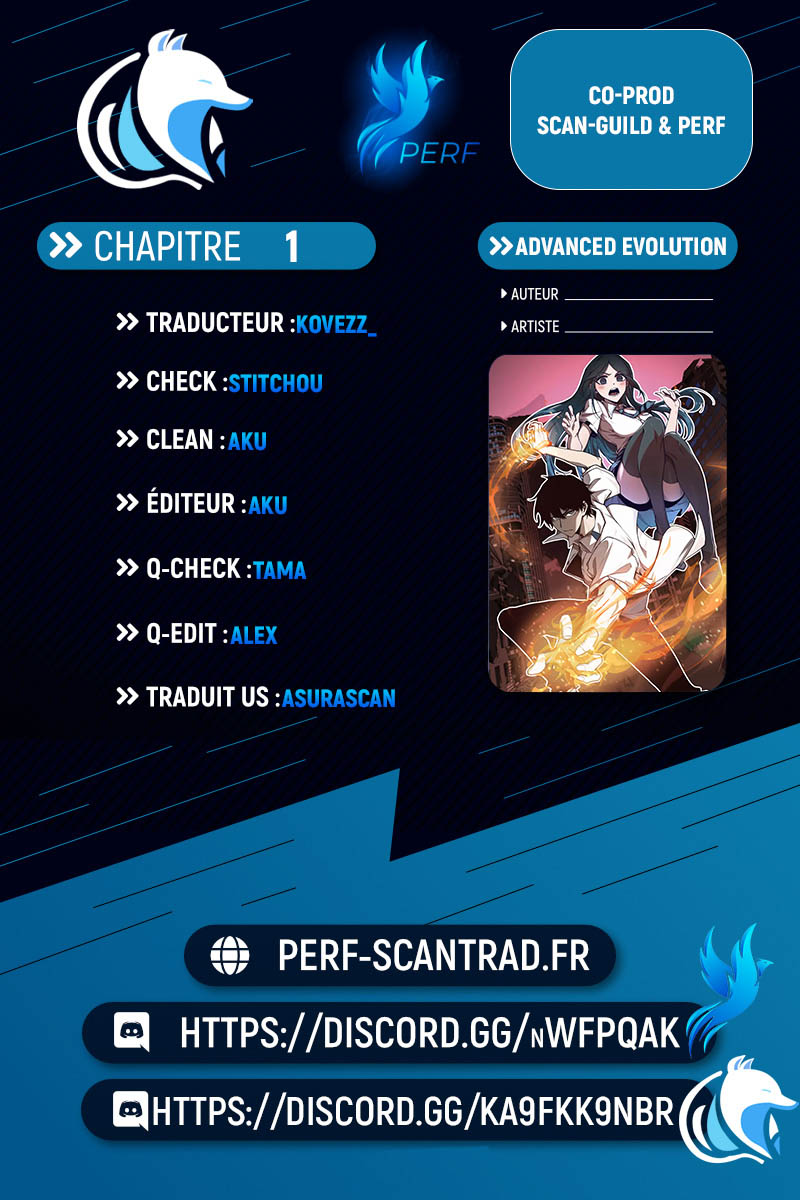 PERF
CO-PROD
SCAN-GUILD & PERF
CHAPITRE 1
ADVANCED EVOLUTION
AUTEUR
ARTISTE
TRADUCTEUR :KOVEZZ_
CHECK :STITCHOU
CLEAN :AKU
ÉDITEUR :AKU
Q-CHECK :TAMA
Q-EDIT :ALEX
TRADUIT US :ASURASCAN
PERF-SCANTRAD.FR
HTTPS://DISCORD.GG/NWFPQAK
HTTPS://DISCORD.GG/KA9FKK9NBR